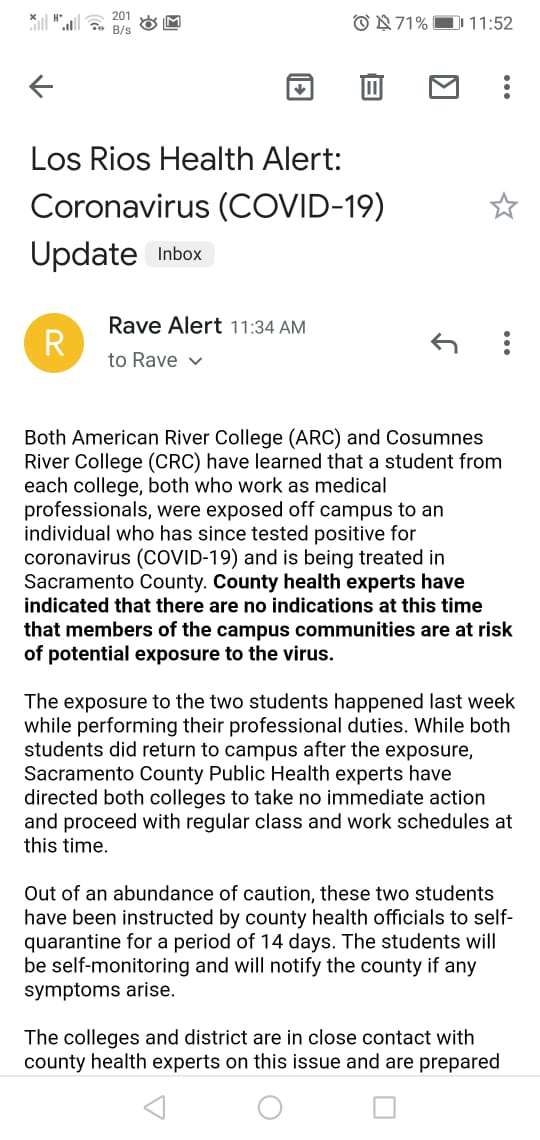 201
B/s
71%
11:52
Los Rios Health Alert:
Coronavirus (COVID-19)
Update Inbox
R
Rave Alert 11:34 AM
to Rave
Both American River College (ARC) and Cosumnes
River College (CRC) have learned that a student from
each college, both who work as medical
professionals, were exposed off campus to an
individual who has since tested positive for
coronavirus (COVID-19) and is being treated in
Sacramento County. County health experts have
indicated that there are no indications at this time
that members of the campus communities are at risk
of potential exposure to the virus.
The exposure to the two students happened last week
while performing their professional duties. While both
students did return to campus after the exposure,
Sacramento County Public Health experts have
directed both colleges to take no immediate action
and proceed with regular class and work schedules at
this time.
Out of an abundance of caution, these two students
have been instructed by county health officials to self-
quarantine for a period of 14 days. The students will
be self-monitoring and will notify the county if any
symptoms arise.
The colleges and district are in close contact with
county health experts on this issue and are prepared